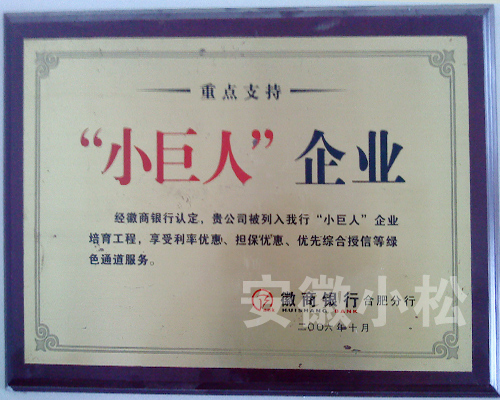 重点支持
“小巨人”企业
经徽商银行认定，贵公司被列入我行“小巨人”企业
培育工程，享受利率优惠、担保优惠、优先综合授信等绿
色通道服务。
徽商银行合肥分行
HUISHANG BANK
二00六年十月
安徽小松